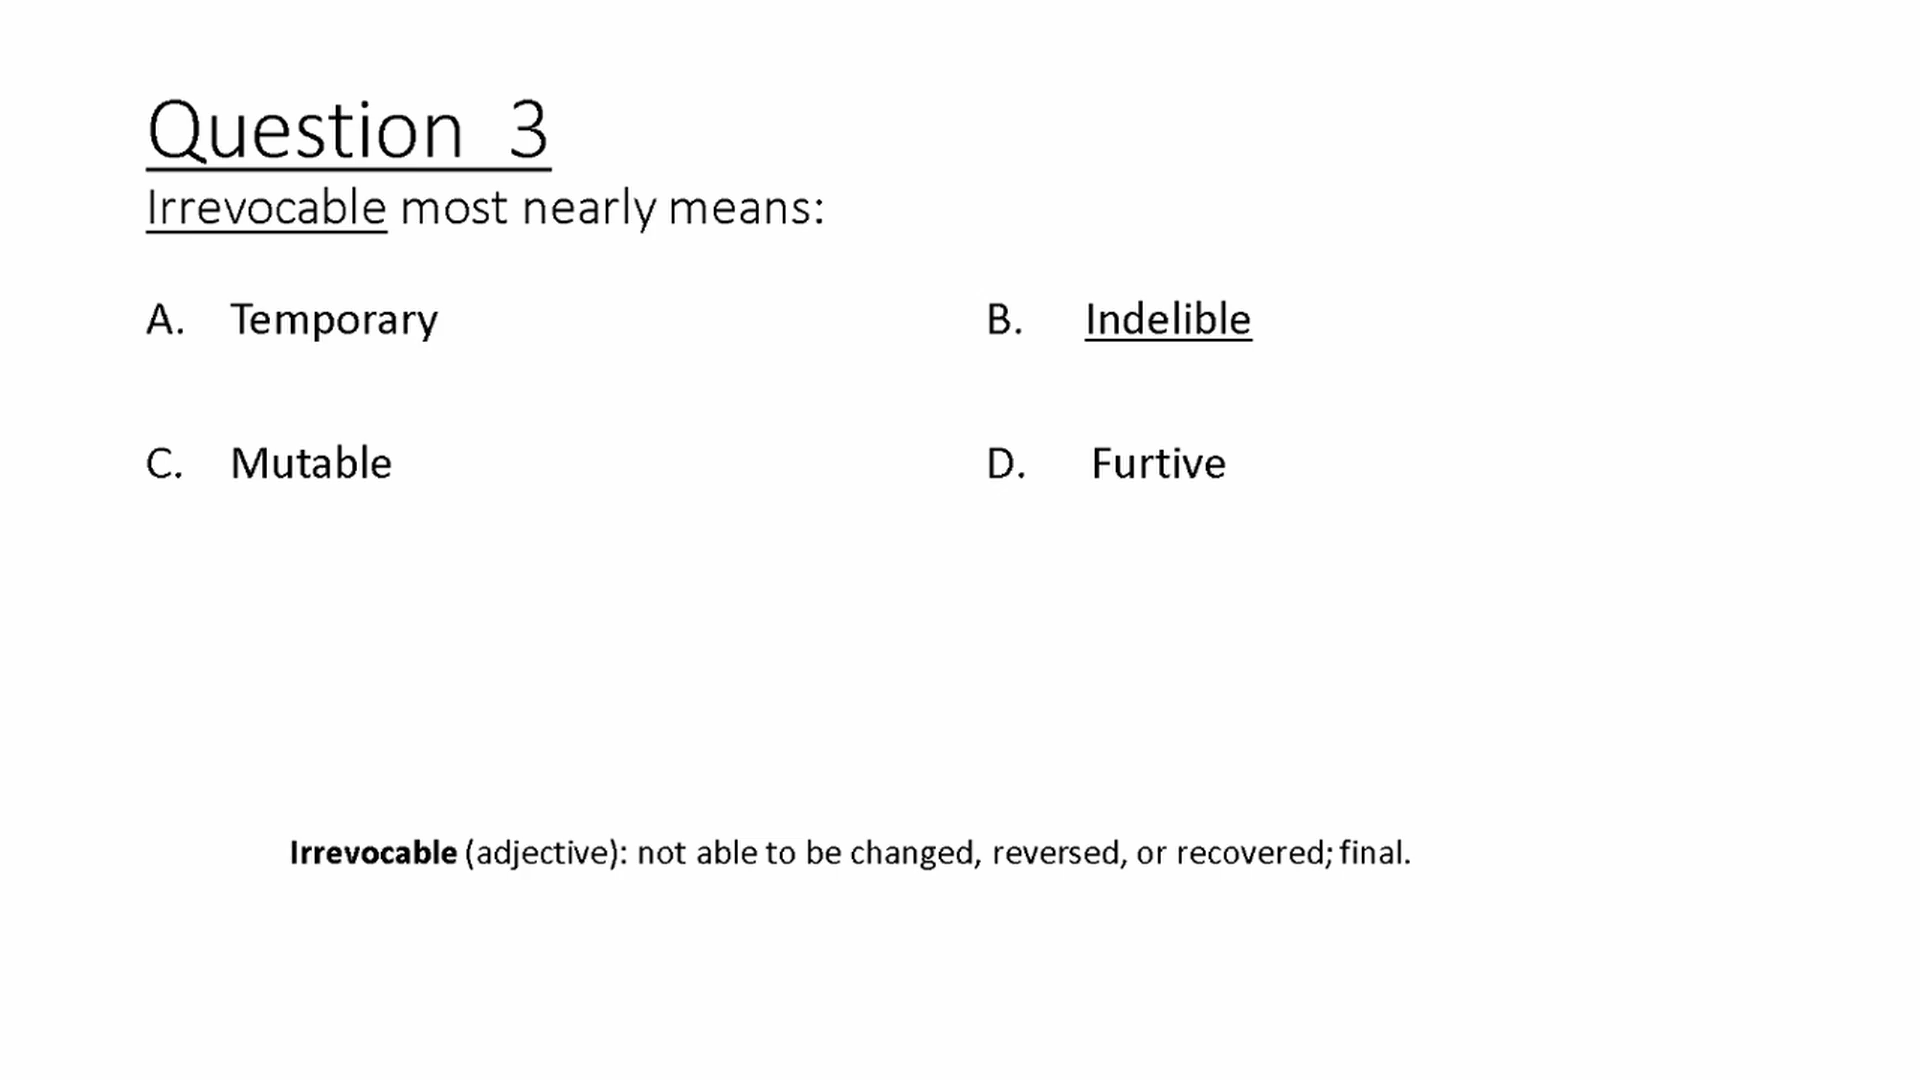 Question 3
Irrevocable most nearly means:
A. Temporary
B. Indelible
C. Mutable
D. Furtive
Irrevocable (adjective): not able to be changed, reversed, or recovered; final.